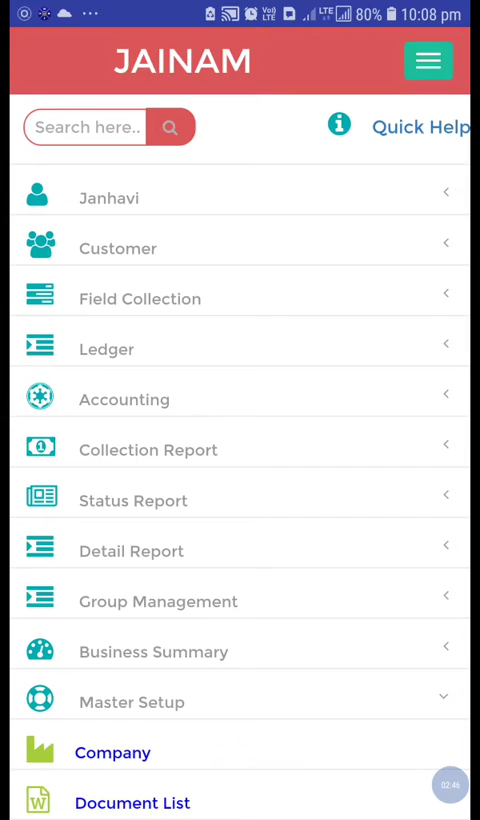 80% 10:08 pm
JAINAM
Search here..
Quick Help
Janhavi
Customer
Field Collection
Ledger
Accounting
Collection Report
Status Report
Detail Report
Group Management
Business Summary
Master Setup
Company
Document List
02:46